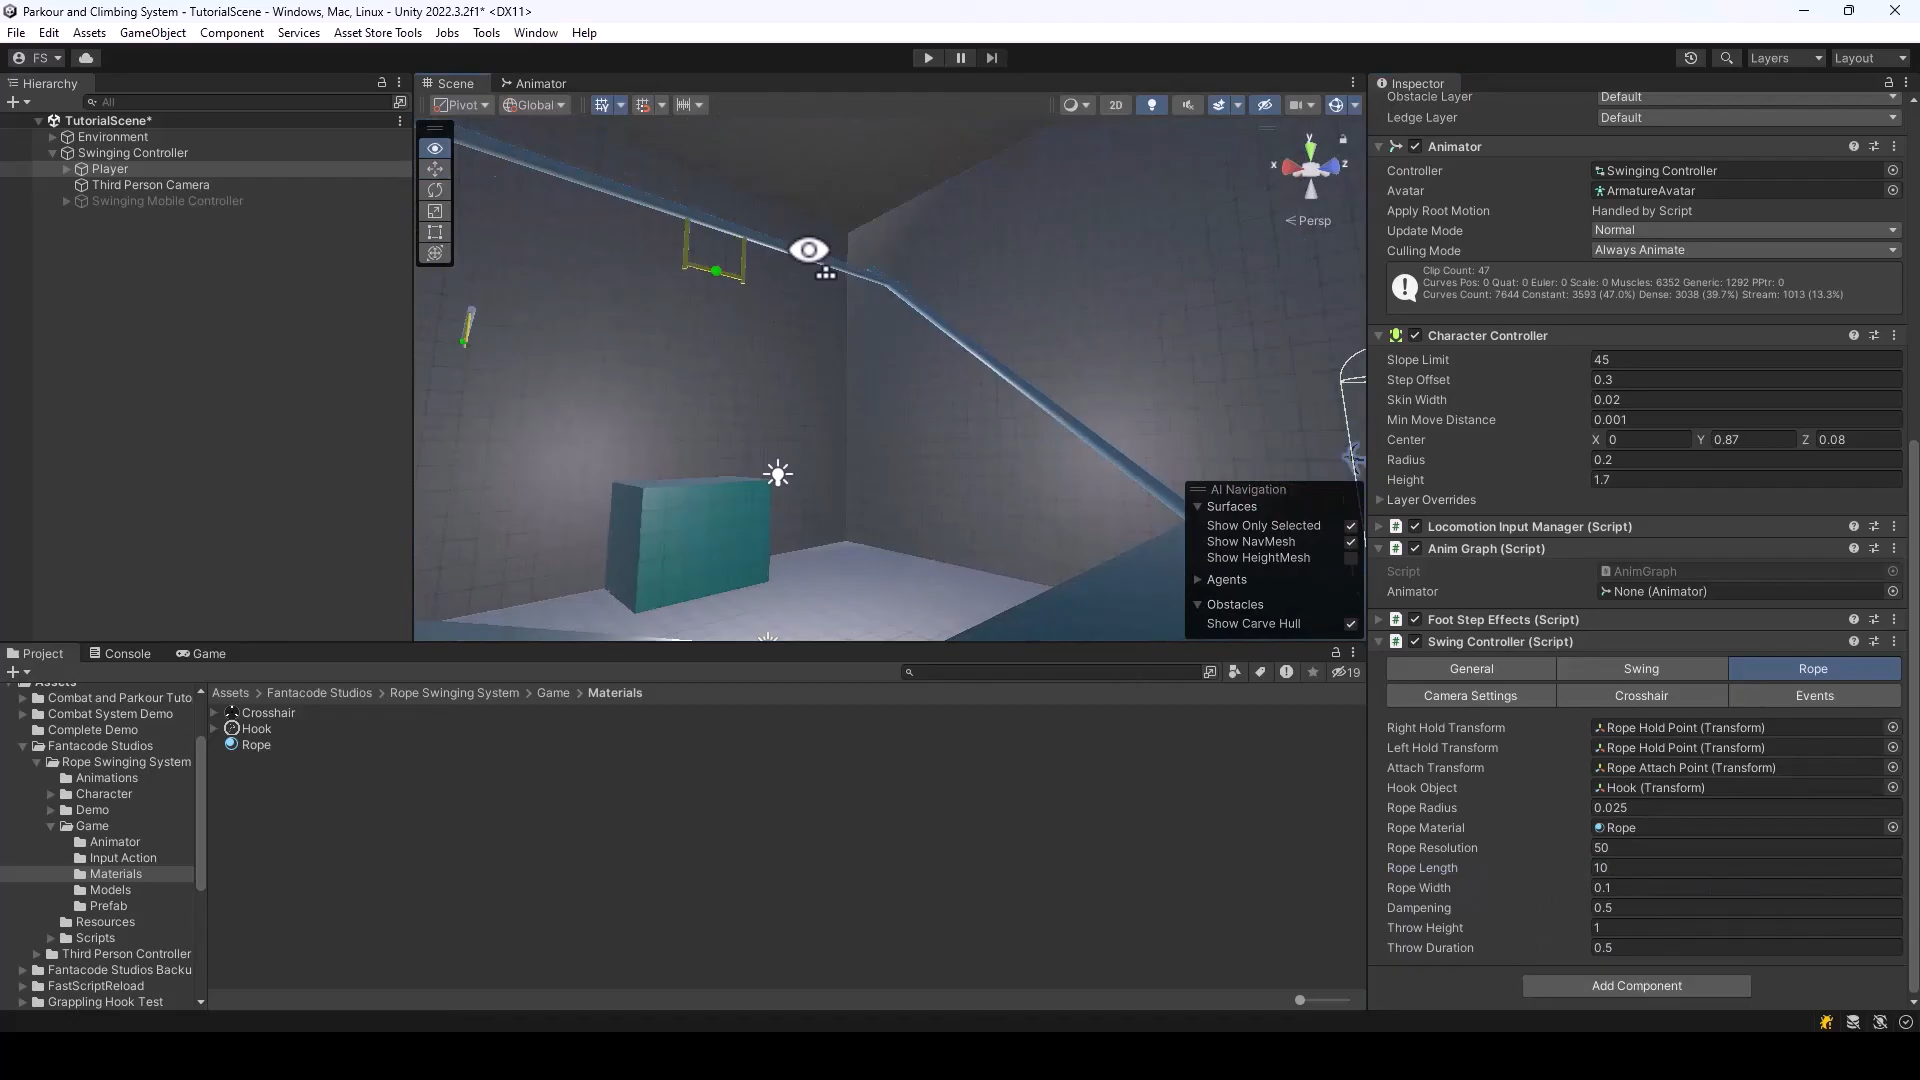 Parkour and Climbing System - TutorialScene - Windows, Mac, Linux - Unity 2022.3.2f1* <DX11>
File Edit Assets GameObject Component Services Asset Store Tools Jobs Tools Window Help
FS Layers Layout
Hierarchy
All
TutorialScene*
Environment
Swinging Controller
Player
Third Person Camera
Swinging Mobile Controller
Scene Animator
Pivot Global 2D
y
x z
Persp
AI Navigation
Surfaces
Show Only Selected
Show NavMesh
Show HeightMesh
Agents
Obstacles
Show Carve Hull
Project Console Game
19
Assets
Combat and Parkour Tuto
Combat System Demo
Complete Demo
Fantacode Studios
Rope Swinging System
Animations
Character
Demo
Game
Animator
Input Action
Materials
Models
Prefab
Resources
Scripts
Third Person Controller
Fantacode Studios Backu
FastScriptReload
Grappling Hook Test
Assets > Fantacode Studios > Rope Swinging System > Game > Materials
Crosshair
Hook
Rope
Inspector
Obstacle Layer Default
Ledge Layer Default
Animator
Controller Swinging Controller
Avatar ArmatureAvatar
Apply Root Motion Handled by Script
Update Mode Normal
Culling Mode Always Animate
Clip Count: 47
Curves Pos: 0 Quat: 0 Euler: 0 Scale: 0 Muscles: 6352 Generic: 1292 PPtr: 0
Curves Count: 7644 Constant: 3593 (47.0%) Dense: 3038 (39.7%) Stream: 1013 (13.3%)
Character Controller
Slope Limit 45
Step Offset 0.3
Skin Width 0.02
Min Move Distance 0.001
Center X 0 Y 0.87 Z 0.08
Radius 0.2
Height 1.7
Layer Overrides
Locomotion Input Manager (Script)
Anim Graph (Script)
Script AnimGraph
Animator None (Animator)
Foot Step Effects (Script)
Swing Controller (Script)
General Swing Rope
Camera Settings Crosshair Events
Right Hold Transform Rope Hold Point (Transform)
Left Hold Transform Rope Hold Point (Transform)
Attach Transform Rope Attach Point (Transform)
Hook Object Hook (Transform)
Rope Radius 0.025
Rope Material Rope
Rope Resolution 50
Rope Length 10
Rope Width 0.1
Dampening 0.5
Throw Height 1
Throw Duration 0.5
Add Component